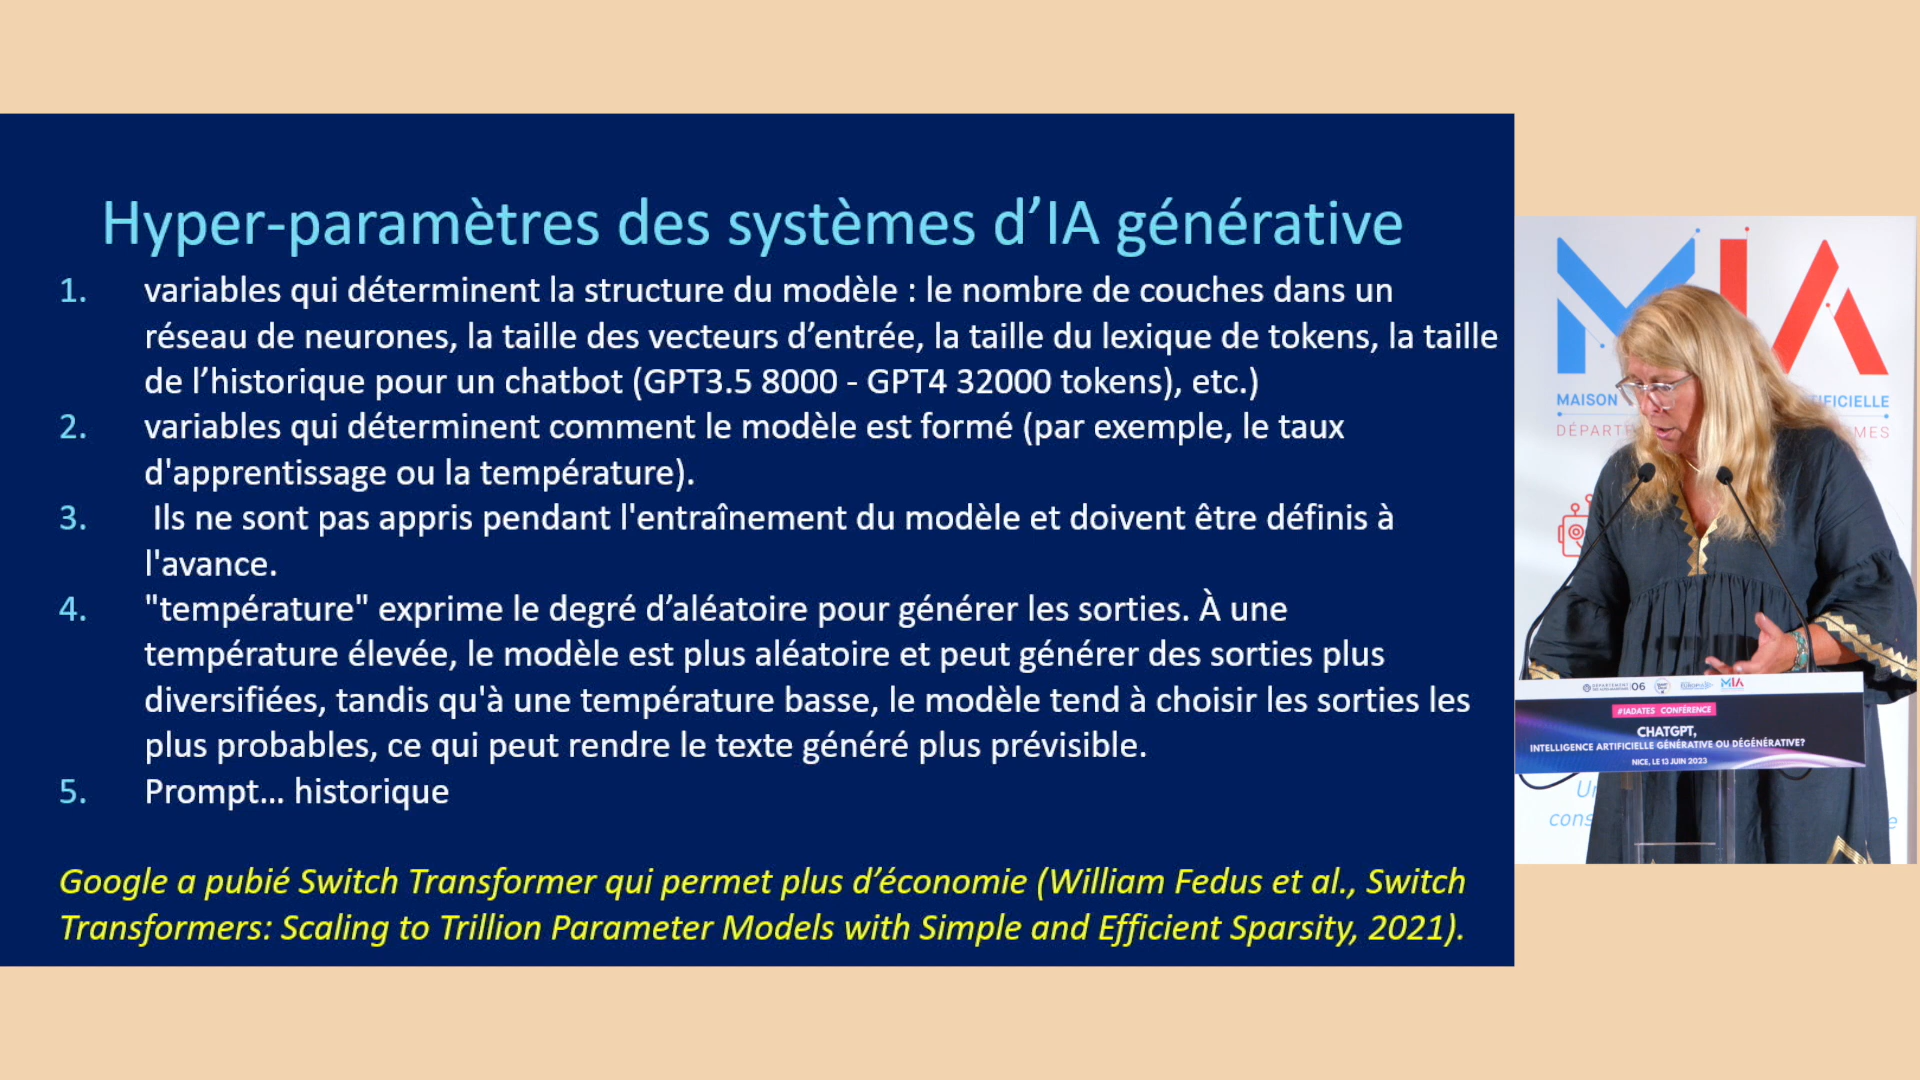 Hyper-paramètres des systèmes d’IA générative
1. variables qui déterminent la structure du modèle : le nombre de couches dans un
réseau de neurones, la taille des vecteurs d’entrée, la taille du lexique de tokens, la taille
de l’historique pour un chatbot (GPT3.5 8000 - GPT4 32000 tokens), etc.)
2. variables qui déterminent comment le modèle est formé (par exemple, le taux
d'apprentissage ou la température).
3. Ils ne sont pas appris pendant l'entraînement du modèle et doivent être définis à
l'avance.
4. "température" exprime le degré d’aléatoire pour générer les sorties. À une
température élevée, le modèle est plus aléatoire et peut générer des sorties plus
diversifiées, tandis qu'à une température basse, le modèle tend à choisir les sorties les
plus probables, ce qui peut rendre le texte généré plus prévisible.
5. Prompt... historique
Google a pubié Switch Transformer qui permet plus d’économie (William Fedus et al., Switch
Transformers: Scaling to Trillion Parameter Models with Simple and Efficient Sparsity, 2021).
MIA
MAISON
06
MIA
#IADATES CONFÉRENCE
CHATGPT,
INTELLIGENCE ARTIFICIELLE GÉNÉRATIVE OU DÉGÉNÉRATIVE?
NICE, LE 13 JUIN 2023